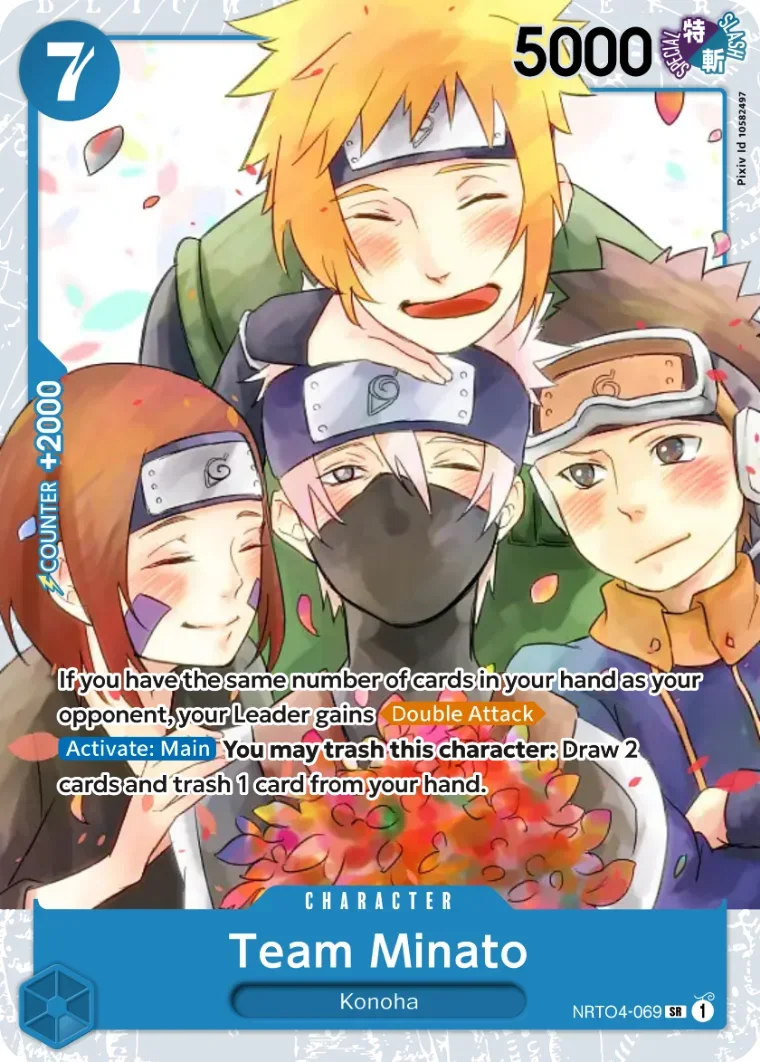 7
5000
特
斬
SPECIAL
SLASH
Pixiv Id 10582497
COUNTER +2000
If you have the same number of cards in your hand as your
opponent, your Leader gains Double Attack
Activate: Main You may trash this character: Draw 2
cards and trash 1 card from your hand.
CHARACTER
Team Minato
Konoha
NRTO4-069 SR 1